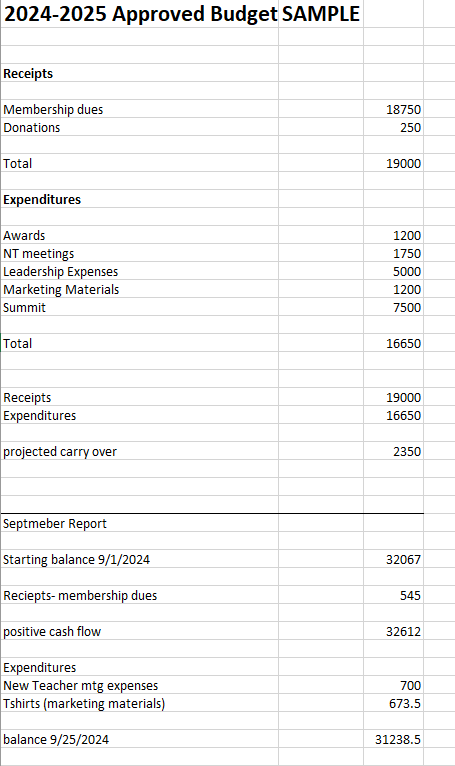 2024-2025 Approved Budget SAMPLE
Receipts
Membership dues 18750
Donations 250
Total 19000
Expenditures
Awards 1200
NT meetings 1750
Leadership Expenses 5000
Marketing Materials 1200
Summit 7500
Total 16650
Receipts 19000
Expenditures 16650
projected carry over 2350
Septmeber Report
Starting balance 9/1/2024 32067
Reciepts- membership dues 545
positive cash flow 32612
Expenditures
New Teacher mtg expenses 700
Tshirts (marketing materials) 673.5
balance 9/25/2024 31238.5